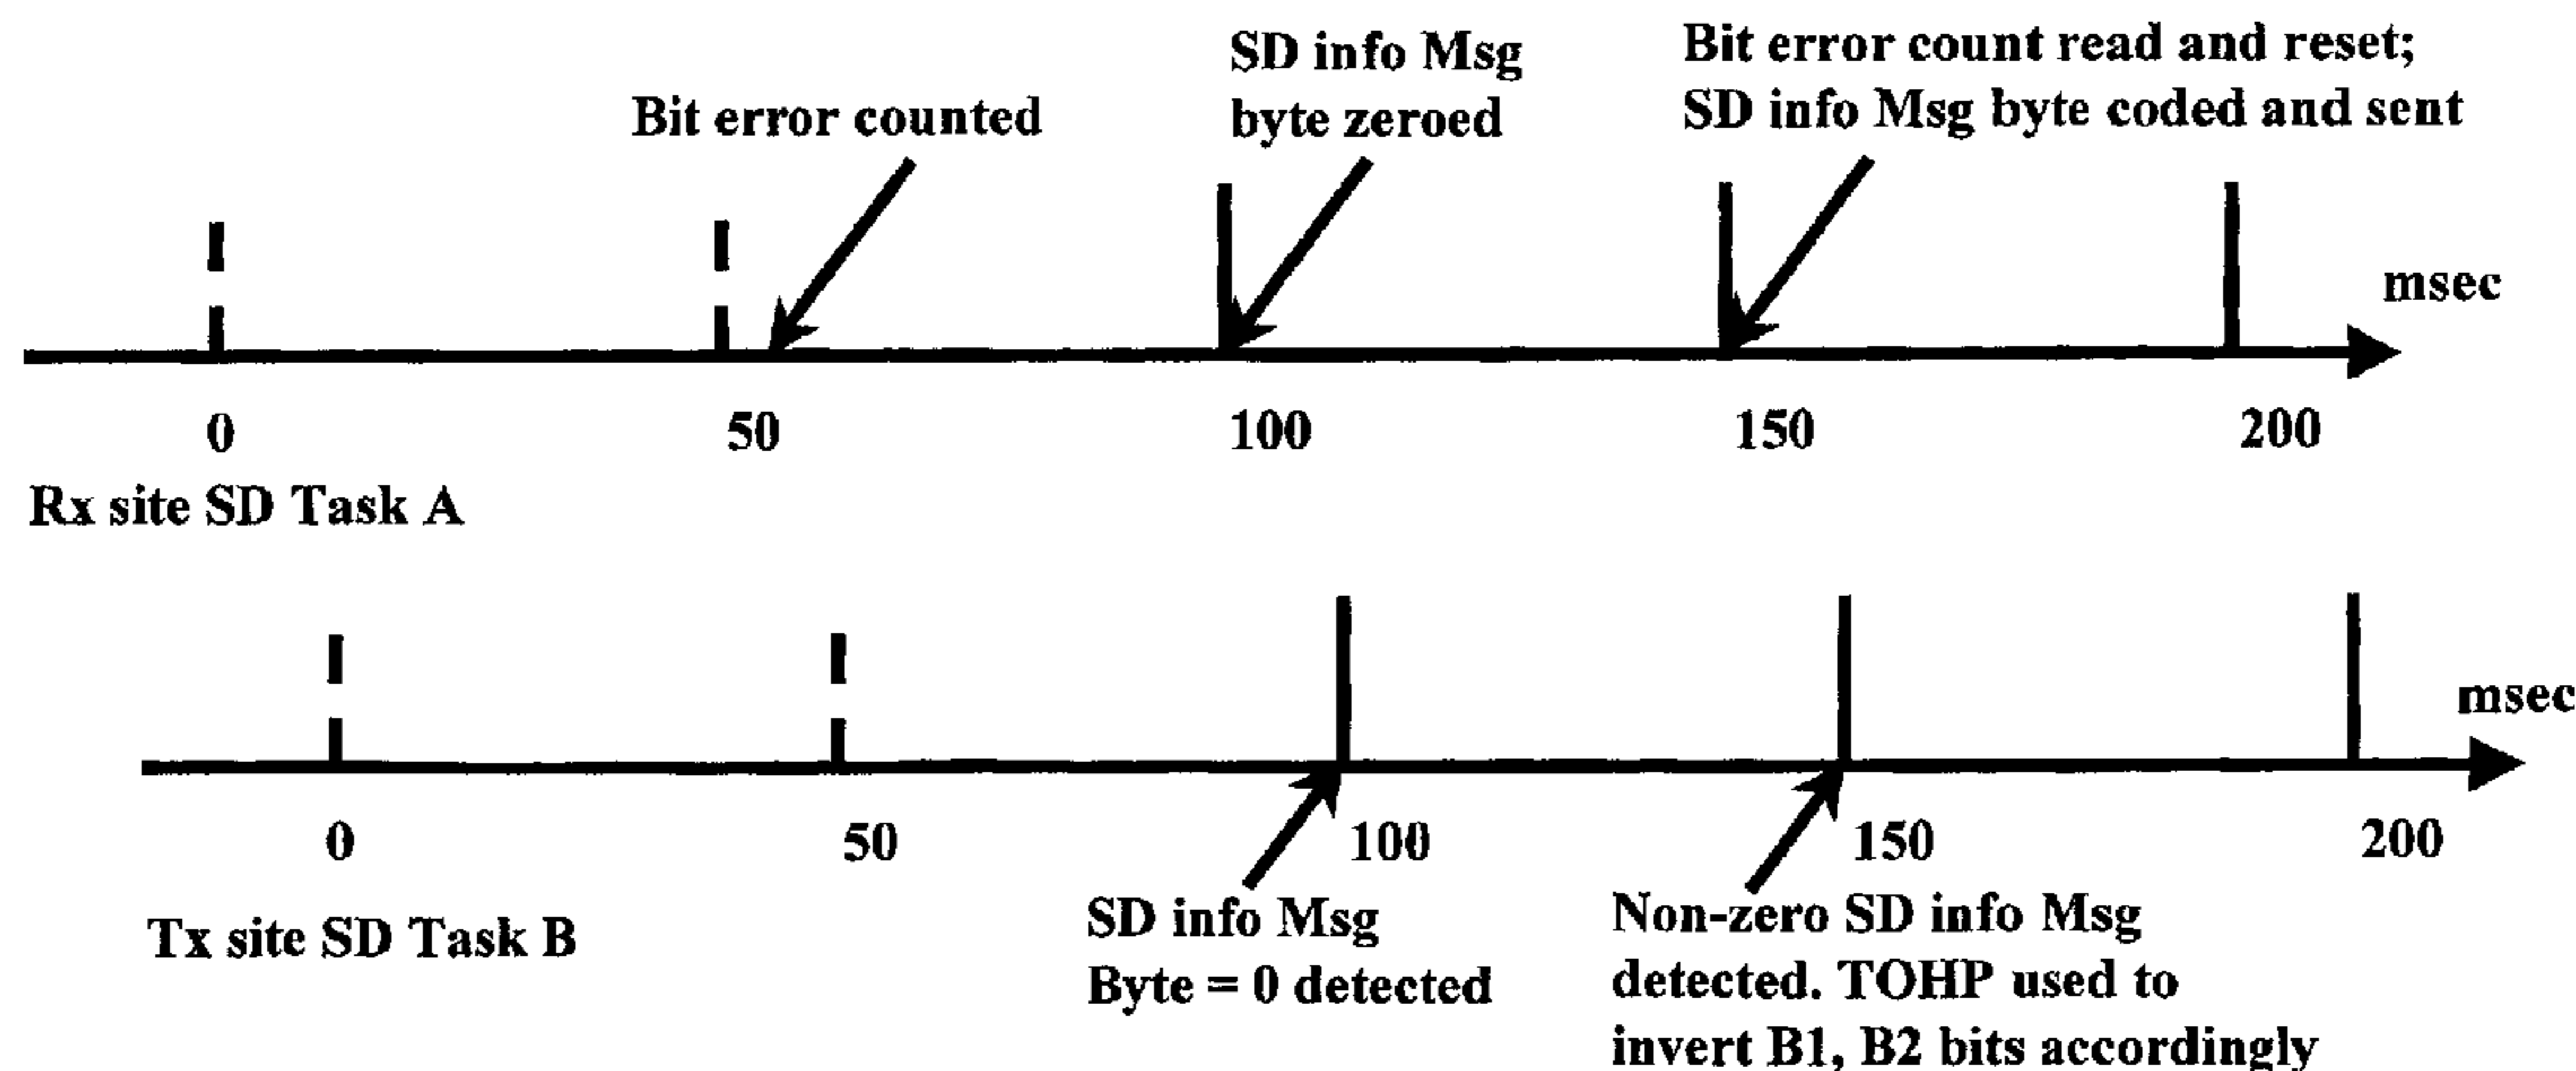 Bit error counted
SD info Msg
byte zeroed
Bit error count read and reset;
SD info Msg byte coded and sent
msec
0
50
100
150
200
Rx site SD Task A
msec
0
50
100
150
200
Tx site SD Task B
SD info Msg
Byte = 0 detected
Non-zero SD info Msg
detected. TOHP used to
invert B1, B2 bits accordingly